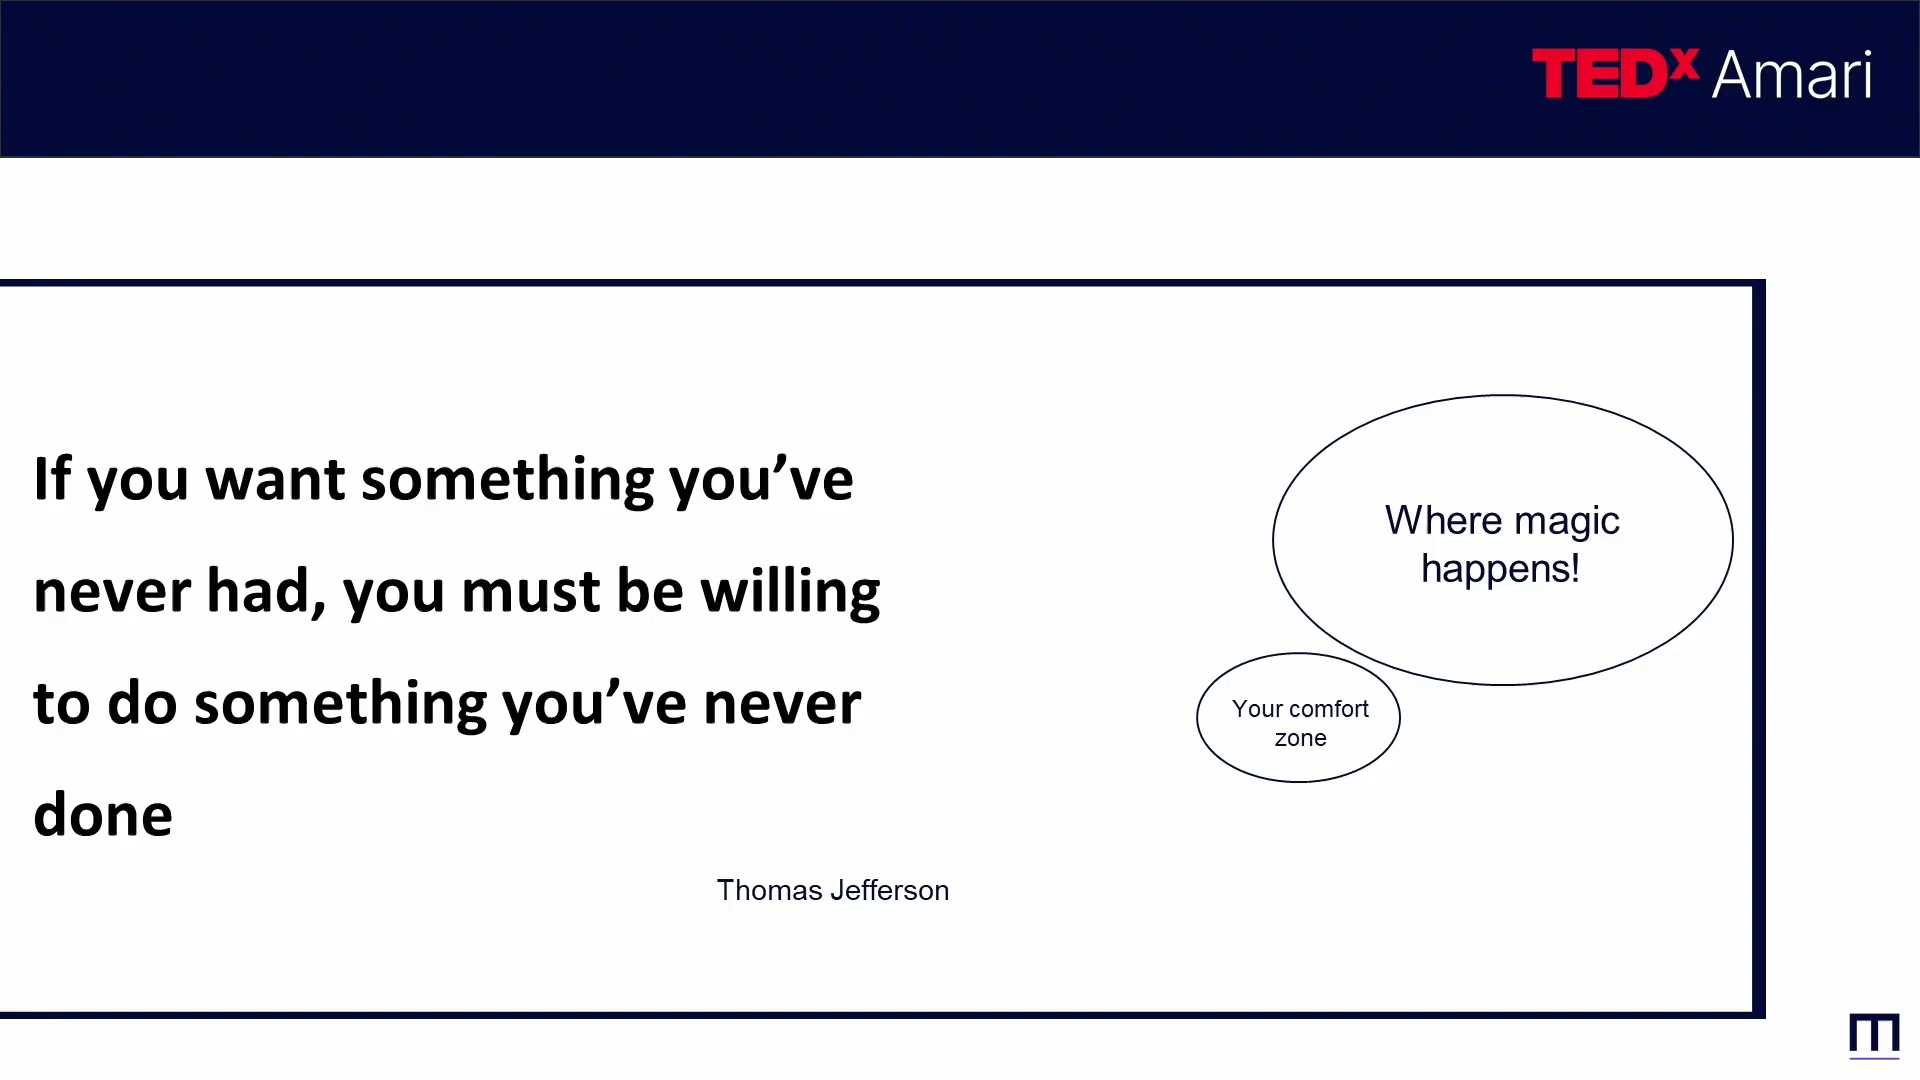 TEDx Amari
If you want something you’ve
never had, you must be willing
to do something you’ve never
done
Thomas Jefferson
Where magic
happens!
Your comfort
zone
m